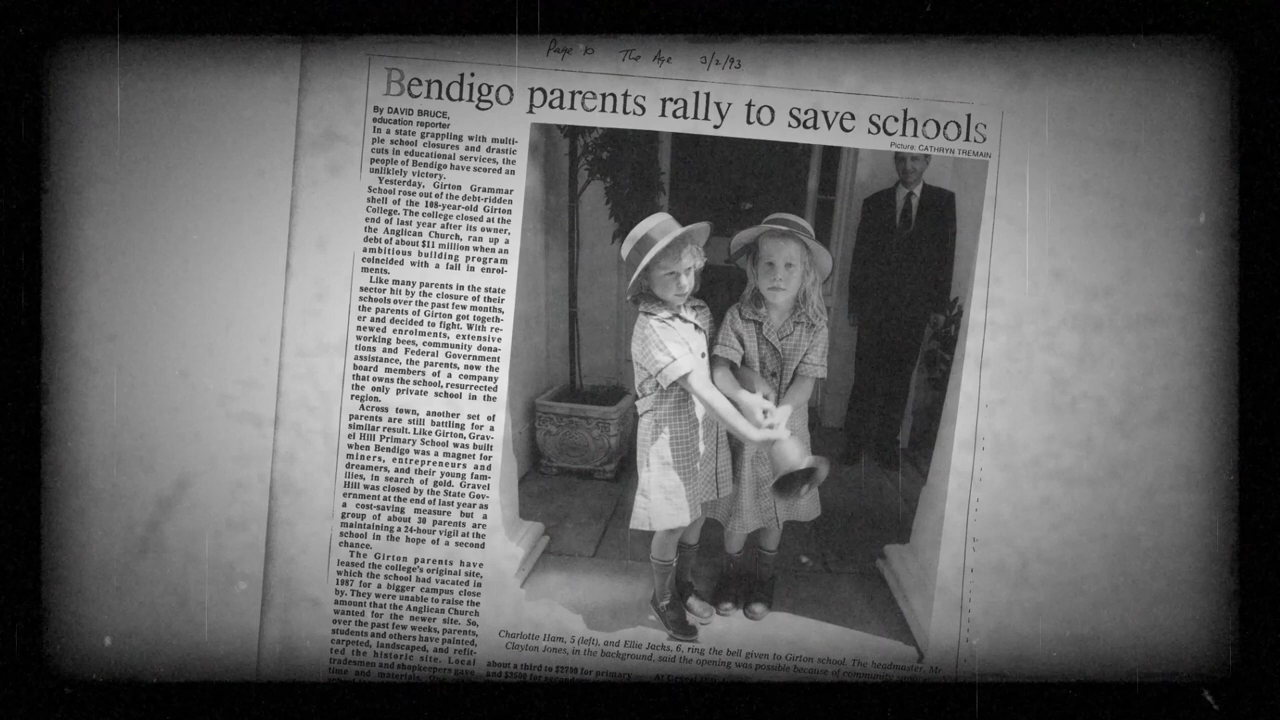 Page 10 The Age 3/2/93
Bendigo parents rally to save schools
Picture: CATHRYN TREMAIN
By DAVID BRUCE,
education reporter
In a state grappling with multi-
ple school closures and drastic
cuts in educational services, the
people of Bendigo have scored an
unlikely victory.
Yesterday, Girton Grammar
School rose out of the debt-ridden
shell of the 108-year-old Girton
College. The college closed at the
end of last year after its owner,
the Anglican Church, ran up a
debt of about $11 million when an
ambitious building program
coincided with a fall in enrol-
ments.
Like many parents in the state
sector hit by the closure of their
schools over the past few months,
the parents of Girton got togeth-
er and decided to fight. With re-
newed enrolments, extensive
working bees, community dona-
tions and Federal Government
assistance, the parents, now the
board members of a company
that owns the school, resurrected
the only private school in the
region.
Across town, another set of
parents are still battling for a
similar result. Like Girton, Grav-
el Hill Primary School was built
when Bendigo was a magnet for
miners, entrepreneurs and
dreamers, and their young fam-
ilies, in search of gold. Gravel
Hill was closed by the State Gov-
ernment at the end of last year as
a cost-saving measure but a
group of about 30 parents are
maintaining a 24-hour vigil at the
school in the hope of a second
chance.
The Girton parents have
leased the college's original site,
which the school had vacated in
1987 for a bigger campus close
by. They were unable to raise the
amount that the Anglican Church
wanted for the newer site. So,
over the past few weeks, parents,
students and others have painted,
carpeted, landscaped, and refit-
ted the historic site. Local
tradesmen and shopkeepers gave
time and materials.
Charlotte Ham, 5 (left), and Ellie Jacks, 6, ring the bell given to Girton school. The headmaster, Mr
Clayton Jones, in the background, said the opening was possible because of community
about a third to $2700 for primary
and $3500 for
At Gravel